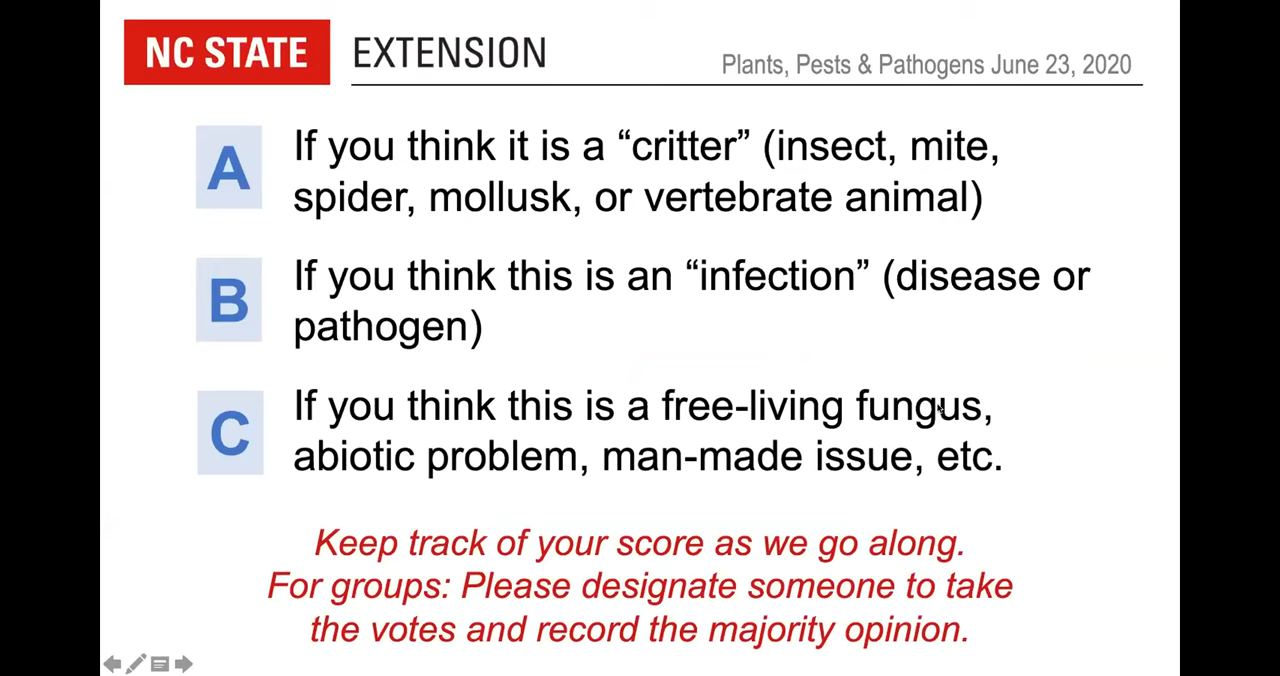 NC STATE EXTENSION
Plants, Pests & Pathogens June 23, 2020
A If you think it is a “critter” (insect, mite,
spider, mollusk, or vertebrate animal)
B If you think this is an “infection” (disease or
pathogen)
C If you think this is a free-living fungus,
abiotic problem, man-made issue, etc.
Keep track of your score as we go along.
For groups: Please designate someone to take
the votes and record the majority opinion.